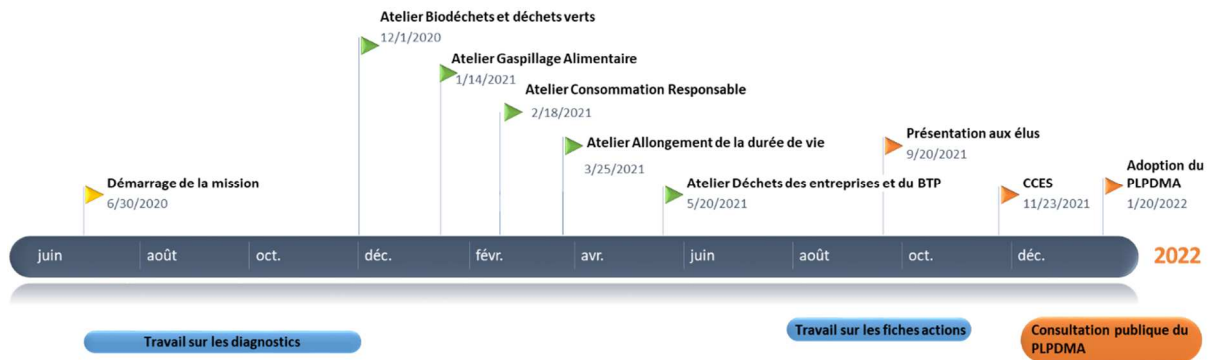 Atelier Biodéchets et déchets verts
12/1/2020
Atelier Gaspillage Alimentaire
1/14/2021
Atelier Consommation Responsable
2/18/2021
Atelier Allongement de la durée de vie
3/25/2021
Présentation aux élus
9/20/2021
Démarrage de la mission
6/30/2020
Atelier Déchets des entreprises et du BTP
5/20/2021
CCES
11/23/2021
Adoption du
PLPDMA
1/20/2022
juin août oct. déc. févr. avr. juin août oct. déc. 2022
Travail sur les diagnostics
Travail sur les fiches actions
Consultation publique du
PLPDMA